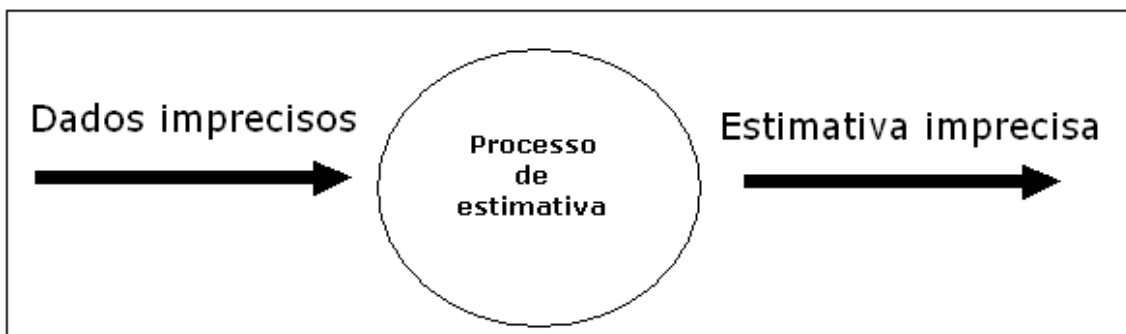 Dados imprecisos
Processo
de
estimativa
Estimativa imprecisa